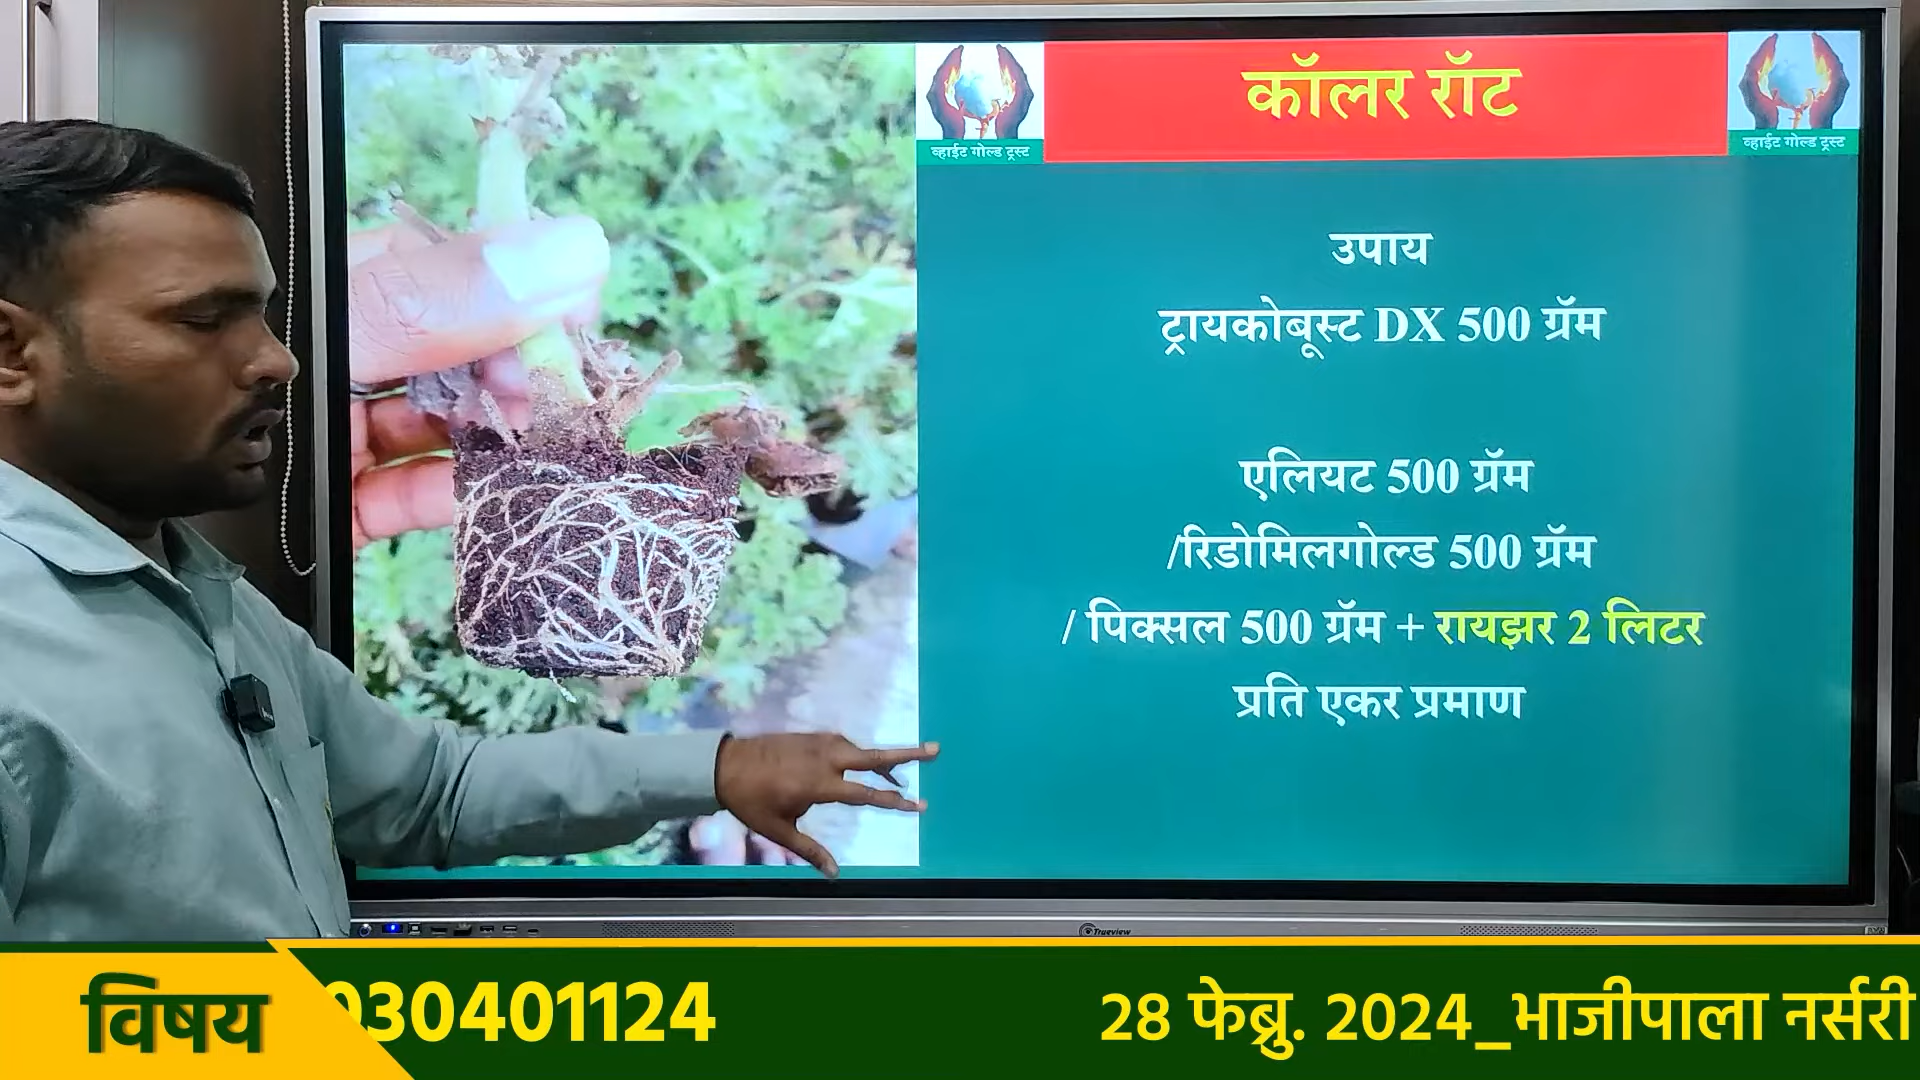 कॉलर रॉट
व्हाईट गोल्ड ट्रस्ट
व्हाईट गोल्ड ट्रस्ट
उपाय
ट्रायकोबूस्ट DX 500 ग्रॅम
एलियट 500 ग्रॅम
/रिडोमिलगोल्ड 500 ग्रॅम
/ पिक्सल 500 ग्रॅम + रायझर 2 लिटर
प्रति एकर प्रमाण
Trueview
विषय
030401124
28 फेब्रु. 2024_भाजीपाला नर्सरी